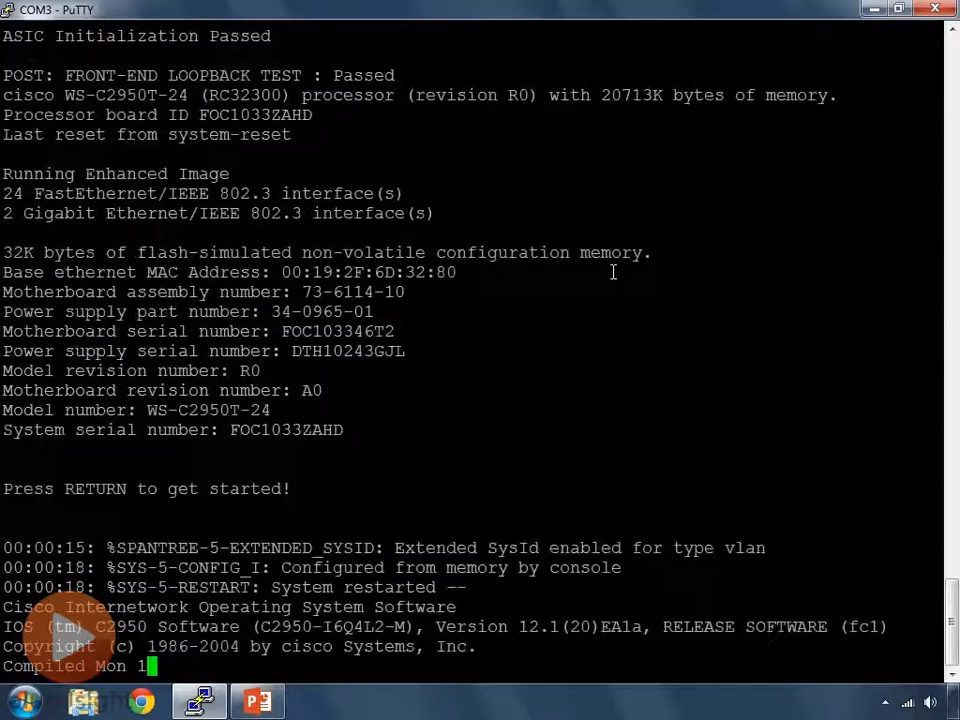 COM3 - PuTTY
ASIC Initialization Passed
POST: FRONT-END LOOPBACK TEST : Passed
cisco WS-C2950T-24 (RC32300) processor (revision R0) with 20713K bytes of memory.
Processor board ID FOC1033ZAHD
Last reset from system-reset
Running Enhanced Image
24 FastEthernet/IEEE 802.3 interface(s)
2 Gigabit Ethernet/IEEE 802.3 interface(s)
32K bytes of flash-simulated non-volatile configuration memory.
Base ethernet MAC Address: 00:19:2F:6D:32:80
Motherboard assembly number: 73-6114-10
Power supply part number: 34-0965-01
Motherboard serial number: FOC103346T2
Power supply serial number: DTH10243GJL
Model revision number: R0
Motherboard revision number: A0
Model number: WS-C2950T-24
System serial number: FOC1033ZAHD
Press RETURN to get started!
00:00:15: %SPANTREE-5-EXTENDED_SYSID: Extended SysId enabled for type vlan
00:00:18: %SYS-5-CONFIG_I: Configured from memory by console
00:00:18: %SYS-5-RESTART: System restarted --
Cisco Internetwork Operating System Software
IOS (tm) C2950 Software (C2950-I6Q4L2-M), Version 12.1(20)EA1a, RELEASE SOFTWARE (fc1)
Copyright (c) 1986-2004 by cisco Systems, Inc.
Compiled Mon 1